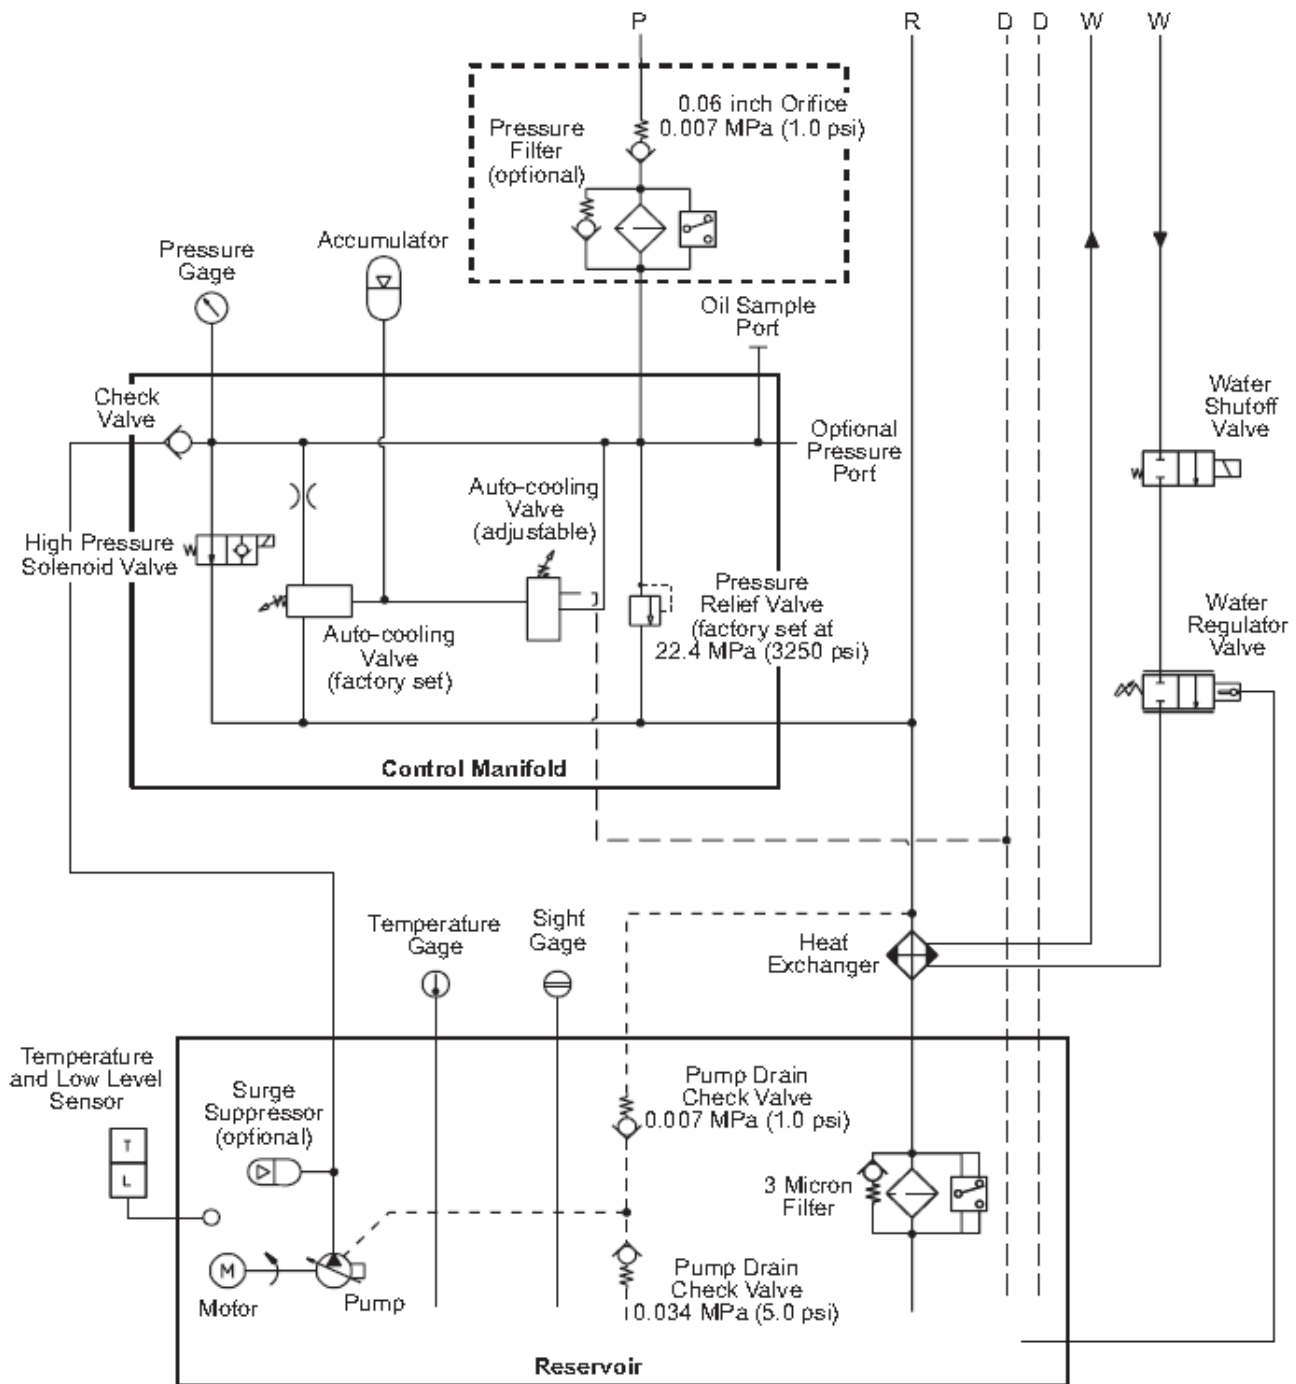 P
R
D
D
W
W
0.06 inch Orifice
0.007 MPa (1.0 psi)
Pressure
Filter
(optional)
Pressure
Gage
Accumulator
Oil Sample
Port
Check
Valve
Optional
Pressure
Port
Water
Shutoff
Valve
W
Auto-cooling
Valve
(adjustable)
High Pressure
Solenoid Valve
W
W
Auto-cooling
Valve
(factory set)
Pressure
Relief Valve
(factory set at
22.4 MPa (3250 psi)
Water
Regulator
Valve
Control Manifold
Temperature
Gage
Sight
Gage
Heat
Exchanger
Temperature
and Low Level
Sensor
T
L
Surge
Suppressor
(optional)
Pump Drain
Check Valve
0.007 MPa (1.0 psi)
3 Micron
Filter
M
Motor
Pump
Pump Drain
Check Valve
0.034 MPa (5.0 psi)
Reservoir